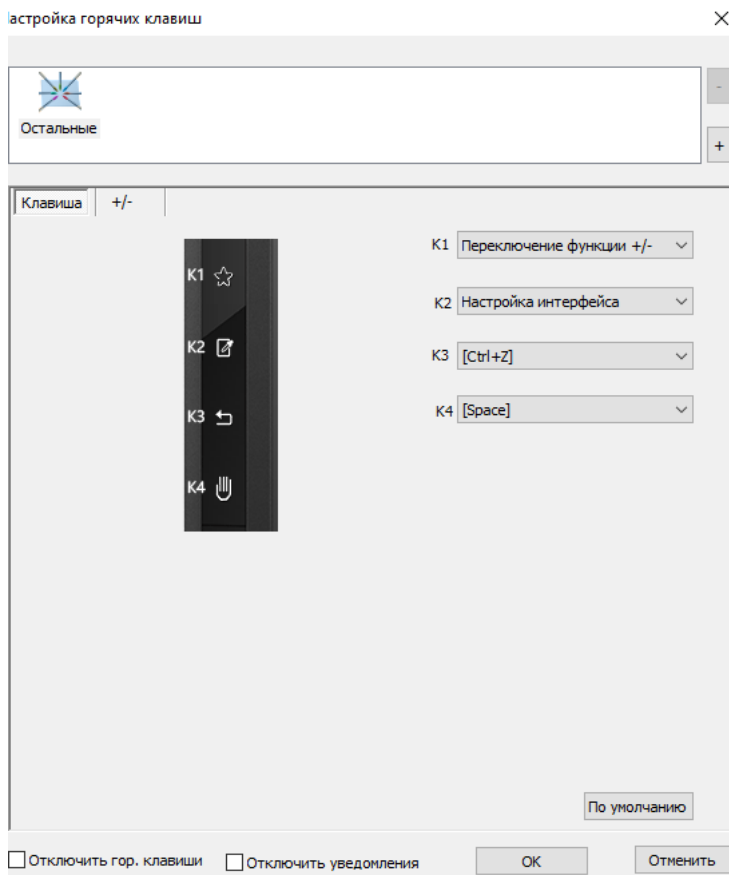 астройка горячих клавиш
Остальные
-
+
Клавиша
+/-
K1
K2
K3
K4
K1 Переключение функции +/-
K2 Настройка интерфейса
K3 [Ctrl+Z]
K4 [Space]
По умолчанию
Отключить гор. клавиши
Отключить уведомления
OK
Отменить